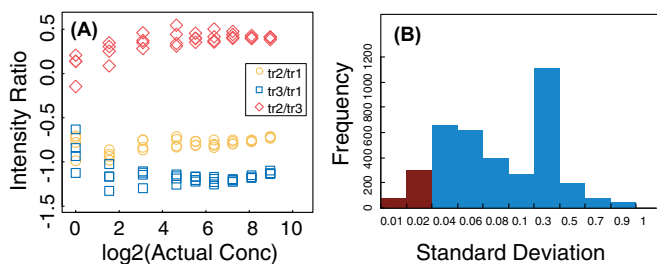 (A)
Intensity Ratio
0.5
0.0
-0.5
-1.0
-1.5
tr2/tr1
tr3/tr1
tr2/tr3
0 2 4 6 8 10
log2(Actual Conc)
(B)
Frequency
0 200 400 600 800 1000 1200
0.01 0.02 0.04 0.06 0.08 0.1 0.3 0.5 0.7 0.9 1
Standard Deviation